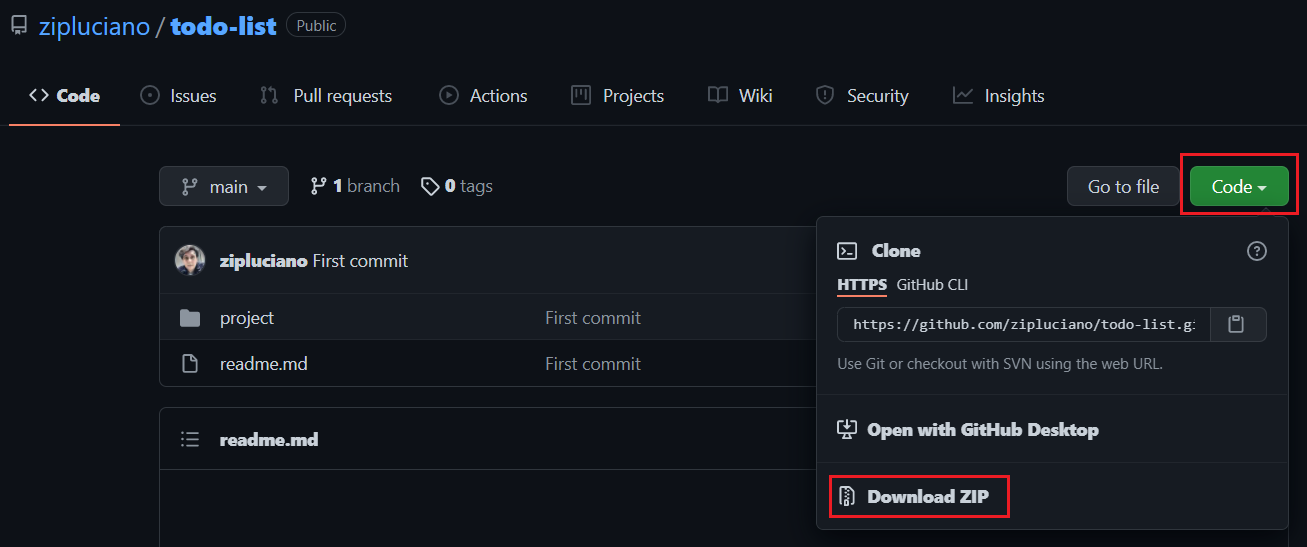 zipluciano / todo-list Public
Code Issues Pull requests Actions Projects Wiki Security Insights
main 1 branch 0 tags Go to file Code
zipluciano First commit
project First commit
readme.md First commit
readme.md
Clone
HTTPS GitHub CLI
https://github.com/zipluciano/todo-list.gi
Use Git or checkout with SVN using the web URL.
Open with GitHub Desktop
Download ZIP